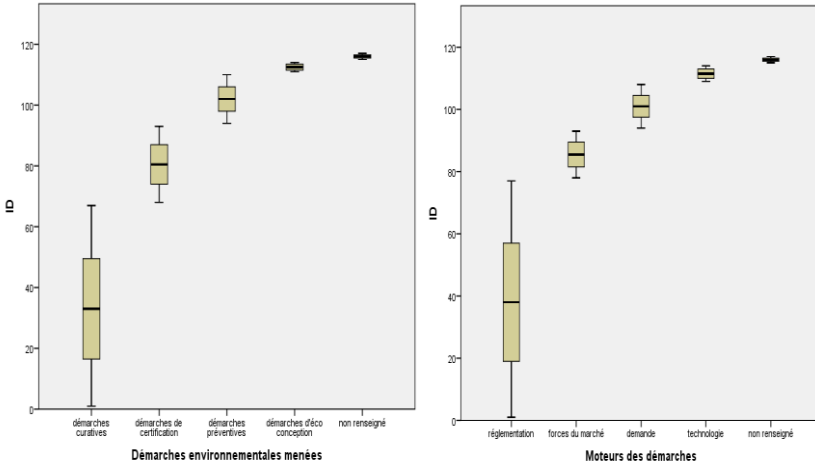 120
100
80
60
40
20
0
ID
démarches curatives
démarches de certification
démarches préventives
démarches d'éco conception
non renseigné
Démarches environnementales menées
120
100
80
60
40
20
0
ID
réglementation
forces du marché
demande
technologie
non renseigné
Moteurs des démarches